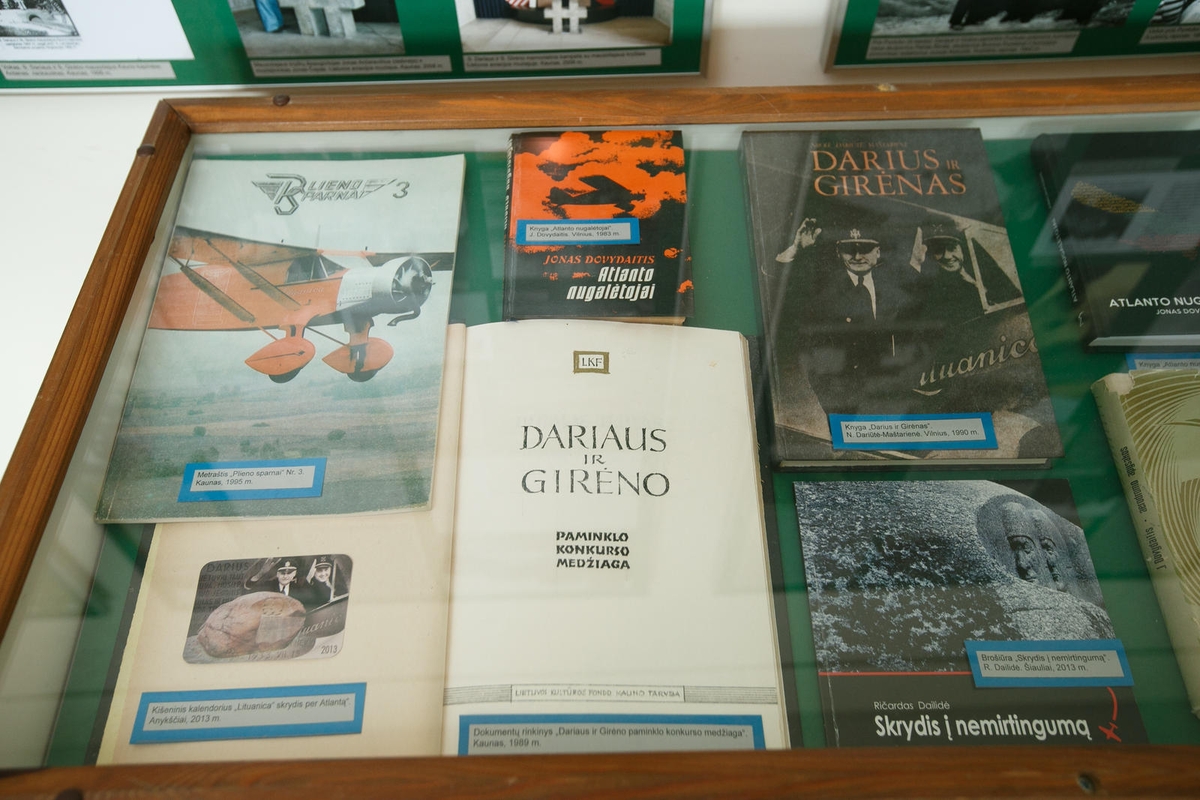 PLIENO
SPARNAI '3
Metraštis „Plieno sparnai" Nr. 3.
Kaunas, 1995 m.
Knyga „Atlanto nugalėtojai".
J. Dovydaitis. Vilnius, 1983 m.
JONAS DOVYDAITIS
Atlanto
nugalėtojai
DARIUS IR
GIRĖNAS
Lituanica
Knyga „Darius ir Girėnas".
N. Dariūtė-Maštarienė. Vilnius, 1990 m.
ATLANTO NUG
JONAS DOV
LKF
DARIAUS
IR
GIRĖNO
PAMINKLO
KONKURSO
MEDŽIAGA
LIETUVOS KULTŪROS FONDO KAUNO TARYBA
Dokumentų rinkinys „Dariaus ir Girėno paminklo konkurso medžiaga".
Kaunas, 1989 m.
DARIUS
2013
Kišeninis kalendorius „Lituanica" skrydis per Atlantą".
Anykščiai, 2013 m.
Brošiūra „Skrydis į nemirtingumą".
R. Dailidė. Šiauliai, 2013 m.
Ričardas Dailidė
Skrydis į nemirtingumą